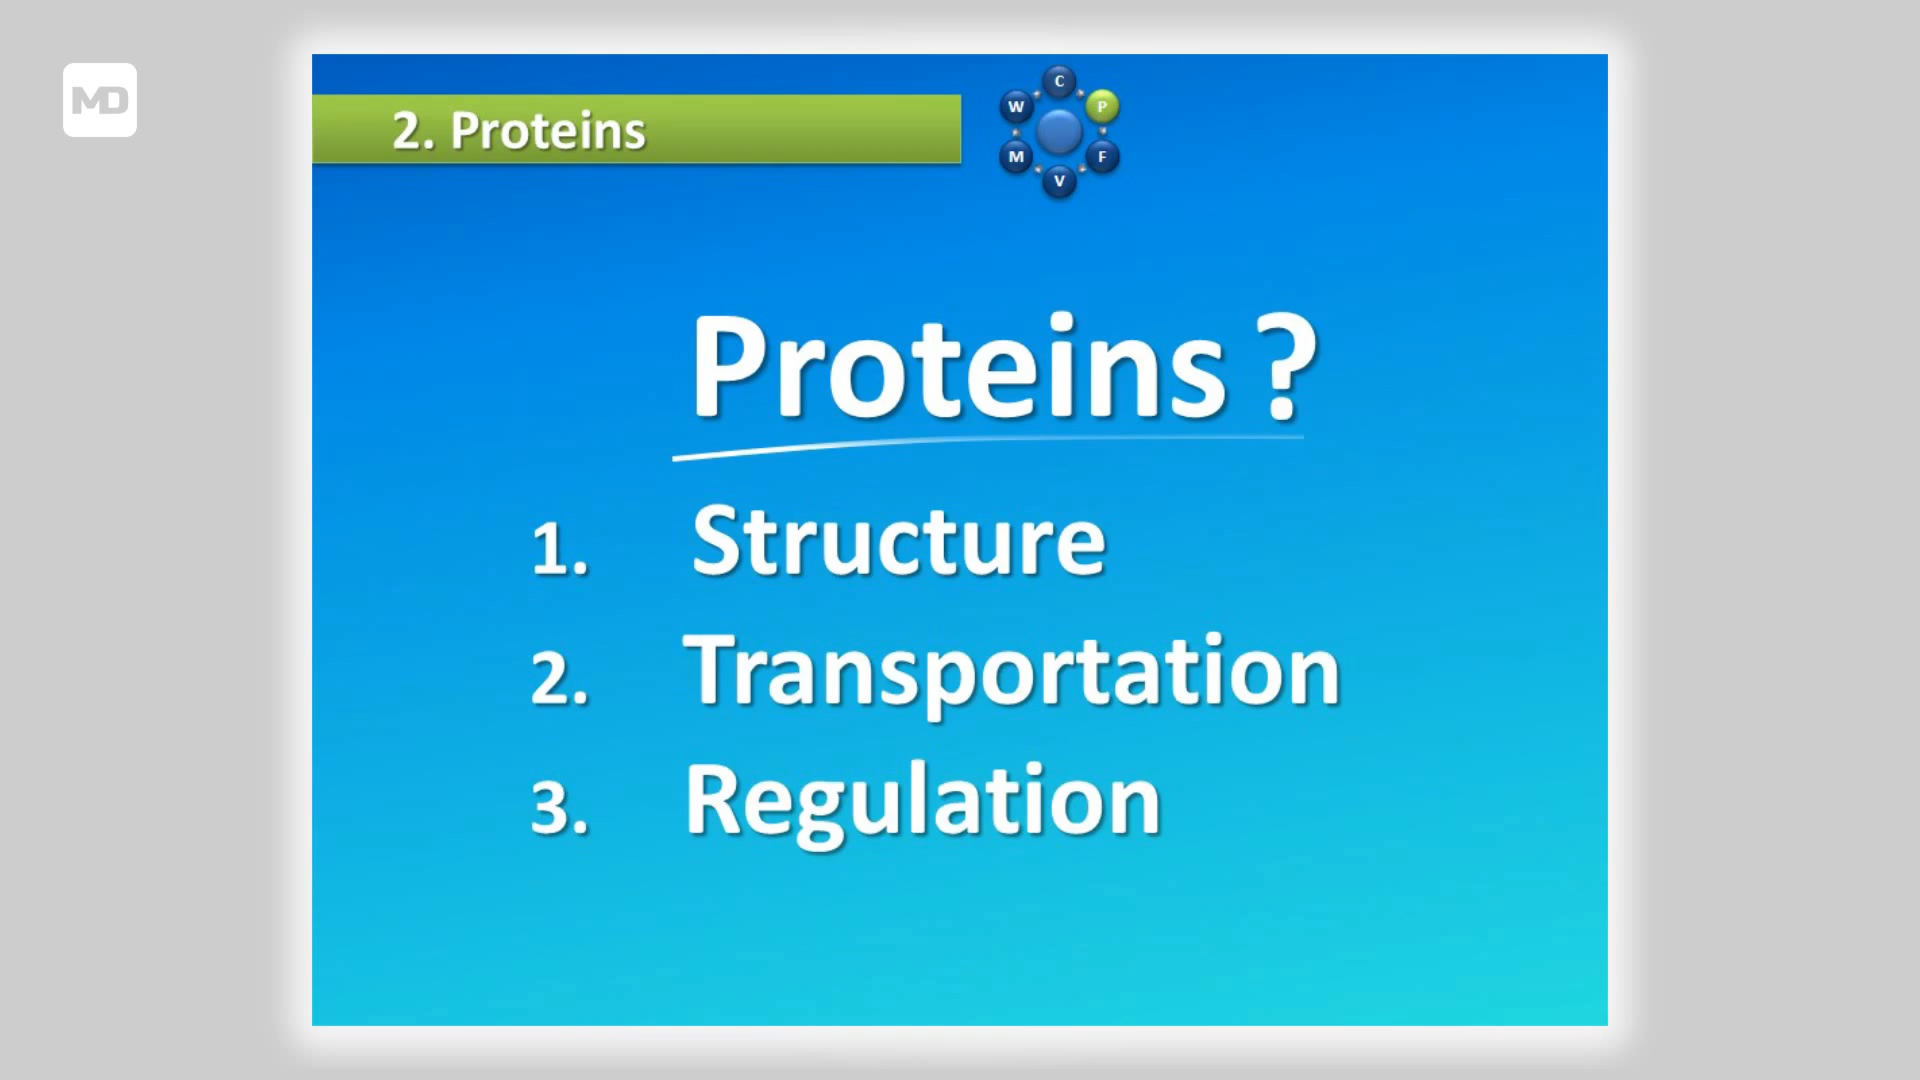 MD
2. Proteins
C
W
P
M
F
V
Proteins ?
1. Structure
2. Transportation
3. Regulation